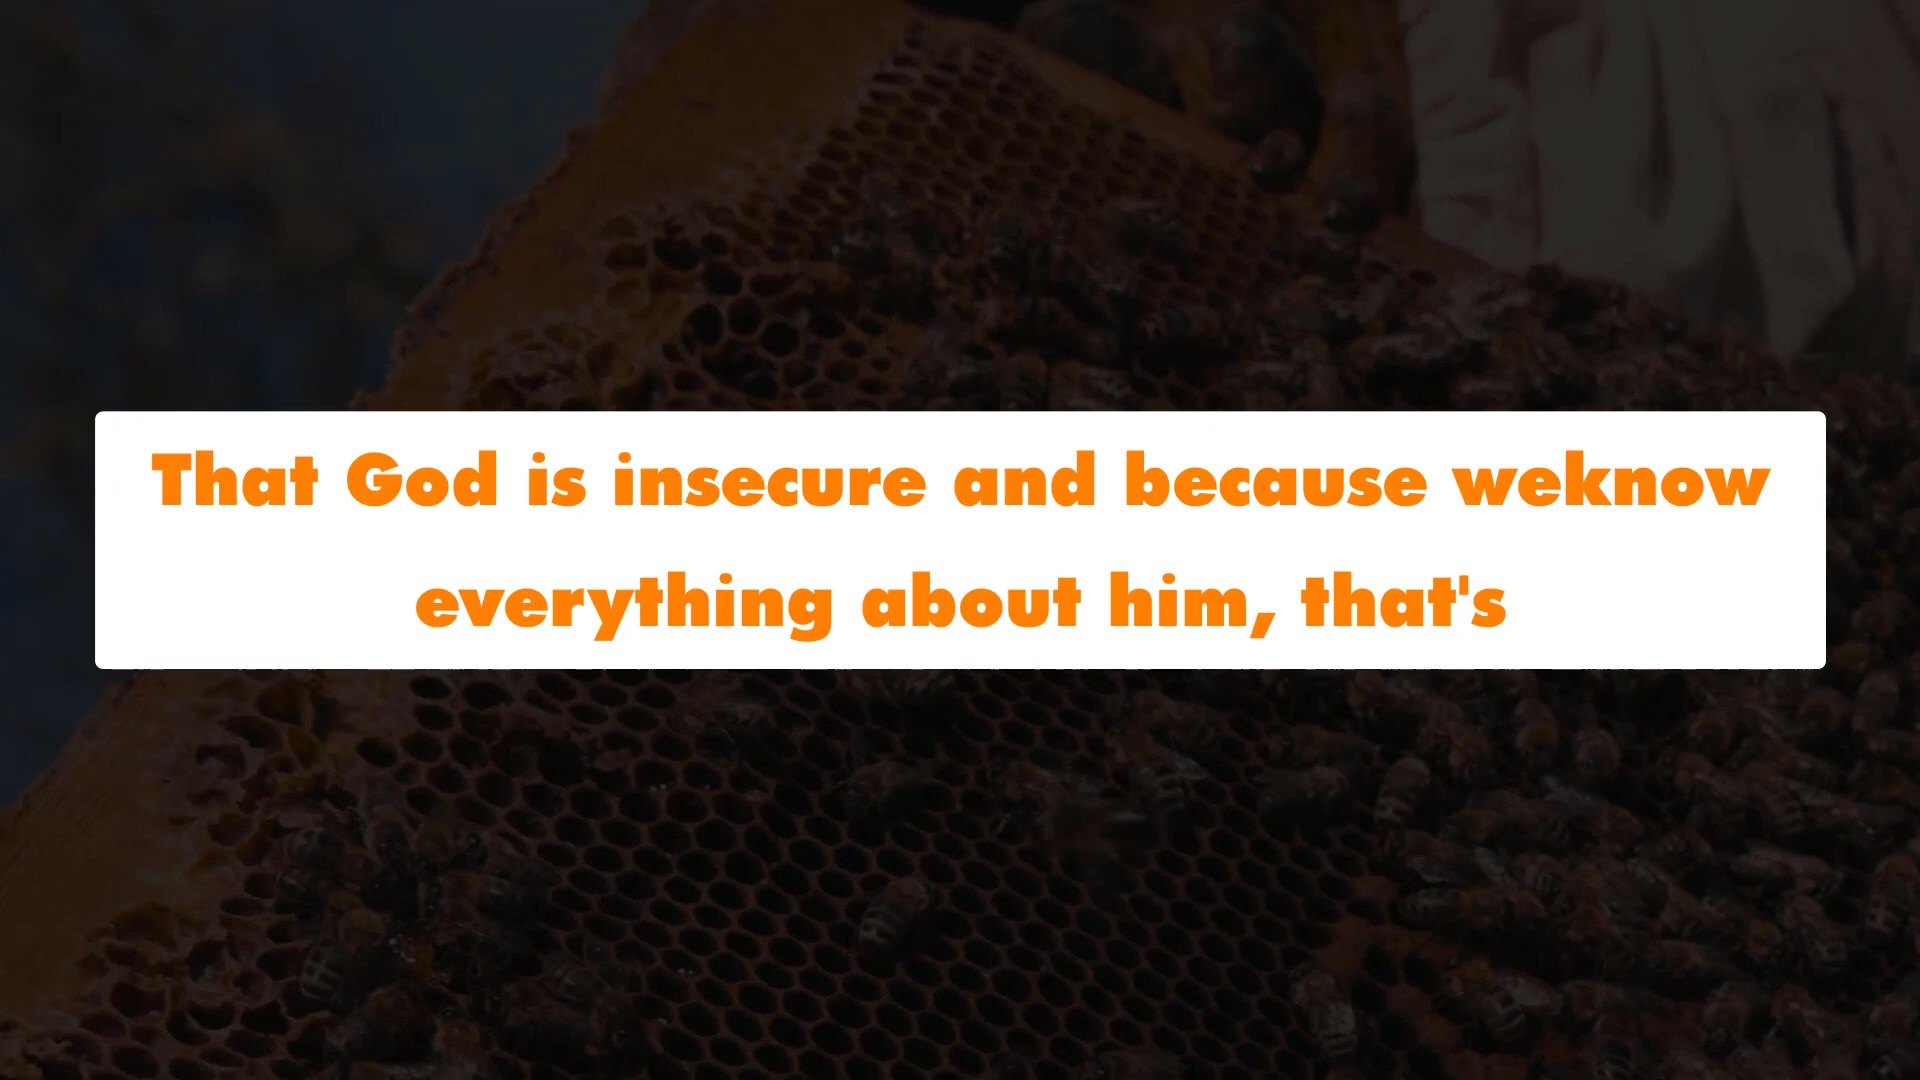 That God is insecure and because weknow
everything about him, that's